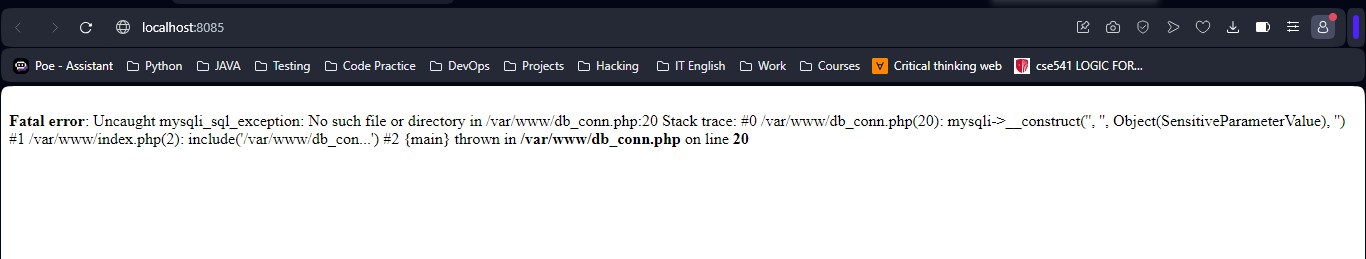 localhost:8085
Poe - Assistant Python JAVA Testing Code Practice DevOps Projects Hacking IT English Work Courses Critical thinking web cse541 LOGIC FOR...
Fatal error: Uncaught mysqli_sql_exception: No such file or directory in /var/www/db_conn.php:20 Stack trace: #0 /var/www/db_conn.php(20): mysqli->__construct('', '', Object(SensitiveParameterValue), '')
#1 /var/www/index.php(2): include('/var/www/db_con...') #2 {main} thrown in /var/www/db_conn.php on line 20